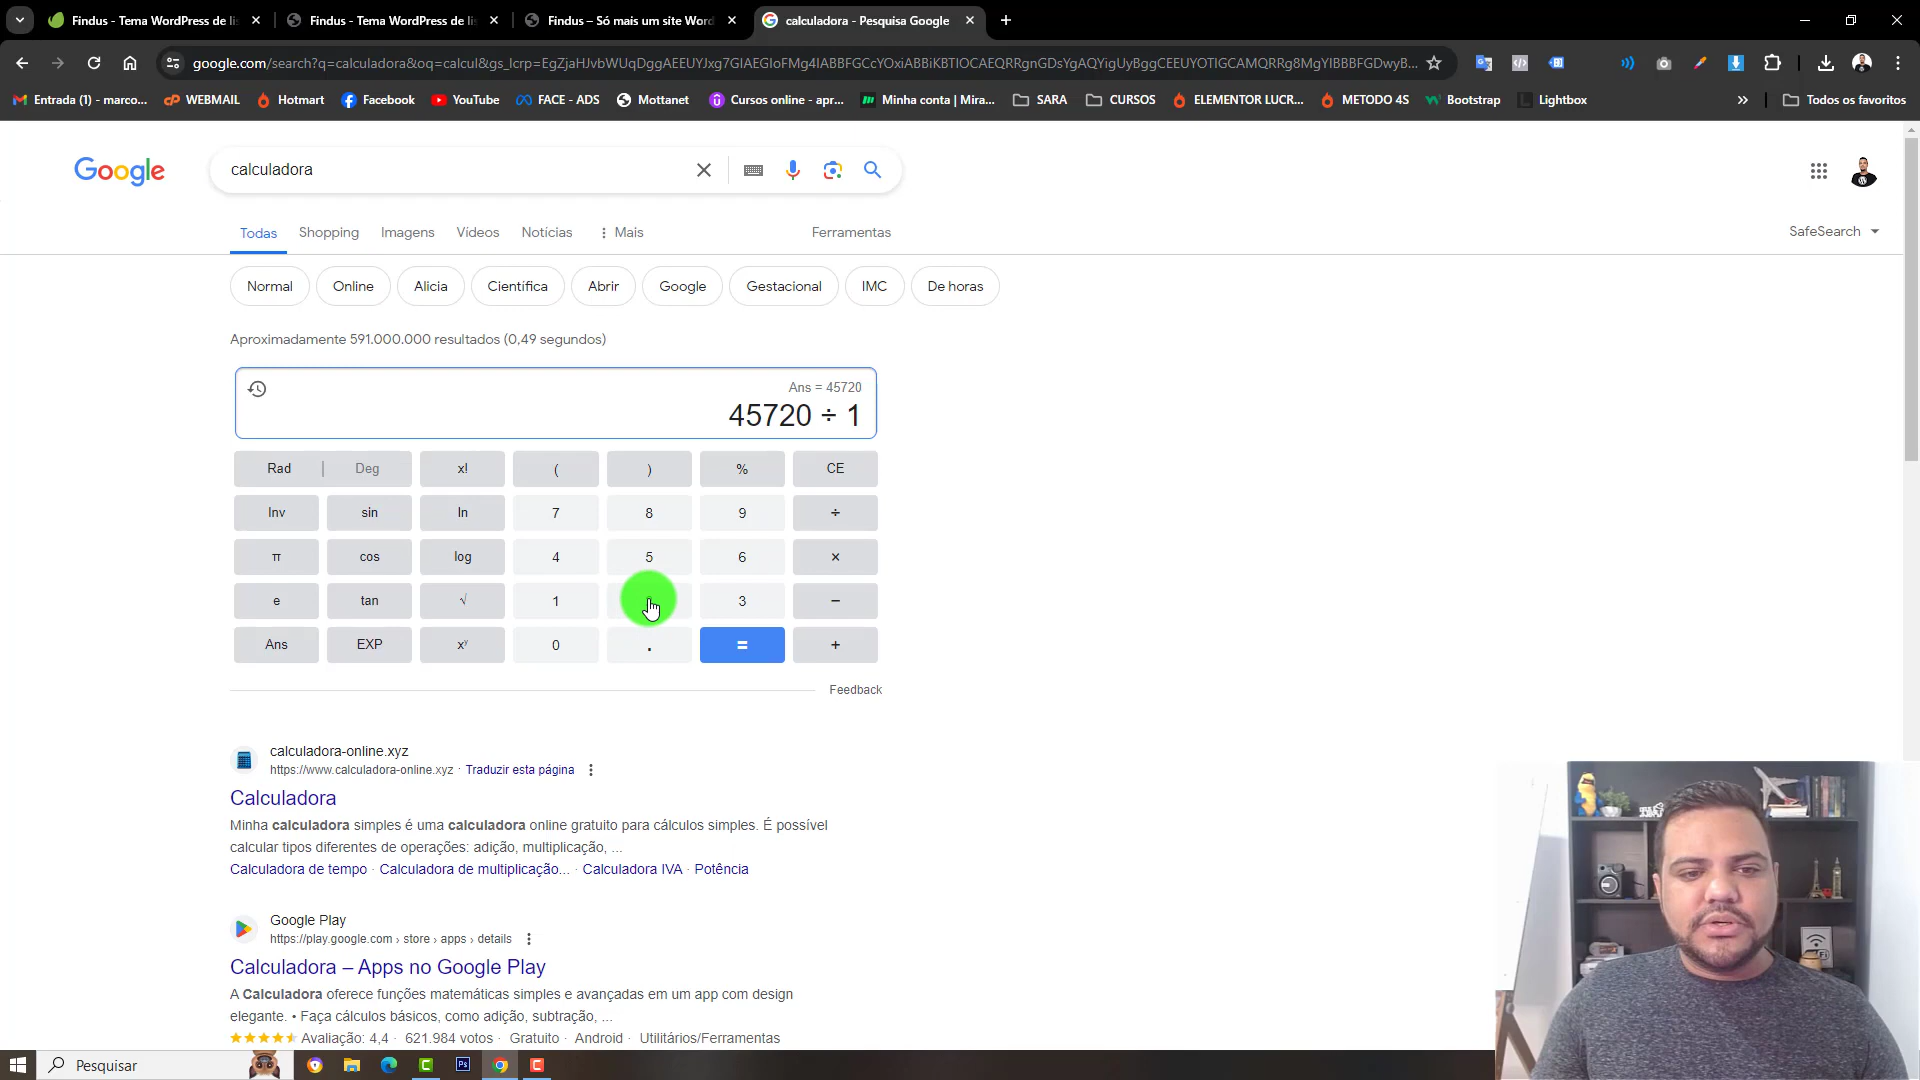 Findus - Tema WordPress de lis
Findus - Tema WordPress de lis
Findus – Só mais um site Word
calculadora - Pesquisa Google
google.com/search?q=calculadora&oq=calcul&gs_lcrp=EgZjaHJvbWUqDggAEEUYJxg7GIAEGIoFMg4IABBFGCcYOxiABBiKBTIOCAEQRRgnGDsYgAQYigUyBggCEEUYOTIGCAMQRRg8MgYIBBBFGDwyB...
Entrada (1) - marco...
WEBMAIL
Hotmart
Facebook
YouTube
FACE - ADS
Mottanet
Cursos online - apr...
Minha conta | Mira...
SARA
CURSOS
ELEMENTOR LUCR...
METODO 4S
Bootstrap
Lightbox
Todos os favoritos
Google
calculadora
Todas
Shopping
Imagens
Vídeos
Notícias
Mais
Ferramentas
SafeSearch
Normal
Online
Alicia
Científica
Abrir
Google
Gestacional
IMC
De horas
Aproximadamente 591.000.000 resultados (0,49 segundos)
Ans = 45720
45720 ÷ 1
Rad | Deg x! ( ) % CE
Inv sin ln 7 8 9 ÷
π cos log 4 5 6 ×
e tan √ 1 3 −
Ans EXP xʸ 0 . = +
Feedback
calculadora-online.xyz
https://www.calculadora-online.xyz · Traduzir esta página
Calculadora
Minha calculadora simples é uma calculadora online gratuito para cálculos simples. É possível
calcular tipos diferentes de operações: adição, multiplicação, ...
Calculadora de tempo · Calculadora de multiplicação... · Calculadora IVA · Potência
Google Play
https://play.google.com › store › apps › details
Calculadora – Apps no Google Play
A Calculadora oferece funções matemáticas simples e avançadas em um app com design
elegante. • Faça cálculos básicos, como adição, subtração, ...
Avaliação: 4,4 · 621.984 votos · Gratuito · Android · Utilitários/Ferramentas
Pesquisar
Ps